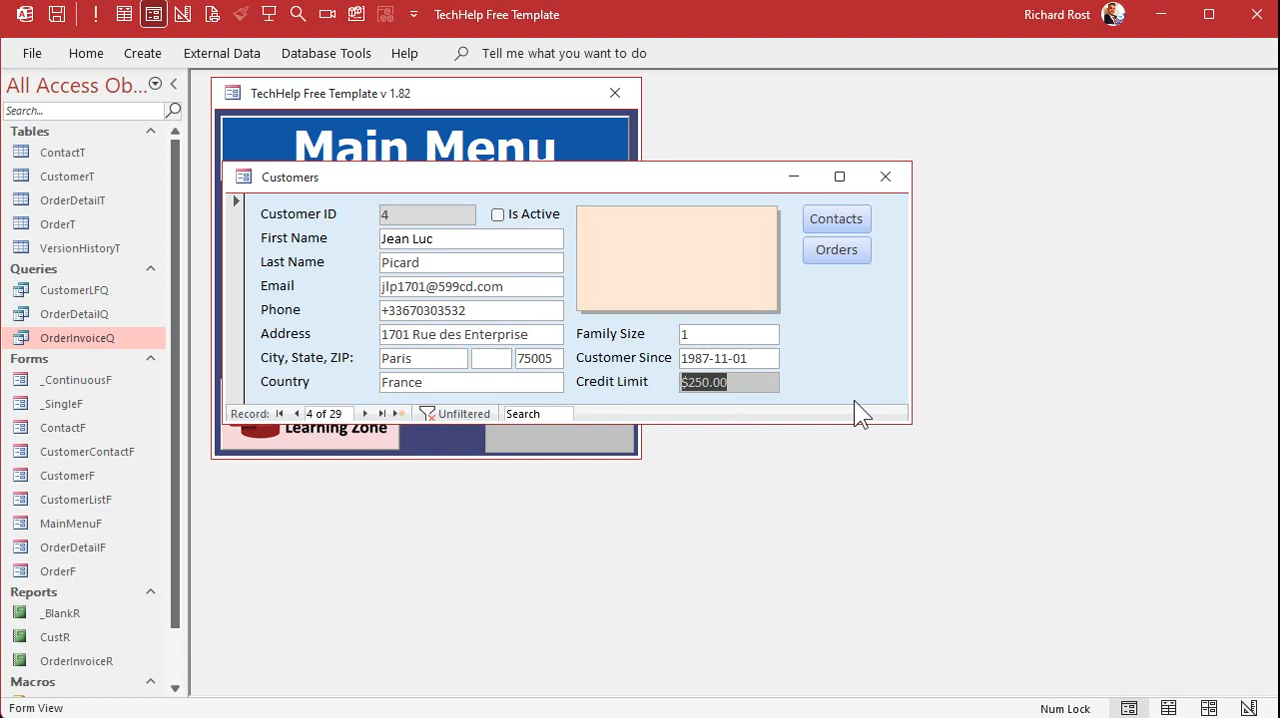 TechHelp Free Template
Richard Rost
File Home Create External Data Database Tools Help Tell me what you want to do
All Access Ob...
Search...
Tables
ContactT
CustomerT
OrderDetailT
OrderT
VersionHistoryT
Queries
CustomerLFQ
OrderDetailQ
OrderInvoiceQ
Forms
_ContinuousF
_SingleF
ContactF
CustomerContactF
CustomerF
CustomerListF
MainMenuF
OrderDetailF
OrderF
Reports
_BlankR
CustR
OrderInvoiceR
Macros
TechHelp Free Template v 1.82
Main Menu
Customers
Customer ID 4 Is Active
First Name Jean Luc
Last Name Picard
Email jlp1701@599cd.com
Phone +33670303532
Address 1701 Rue des Enterprise
City, State, ZIP: Paris 75005
Country France
Family Size 1
Customer Since 1987-11-01
Credit Limit $250.00
Contacts
Orders
Record: 4 of 29 Unfiltered Search
Learning Zone
Form View
Num Lock